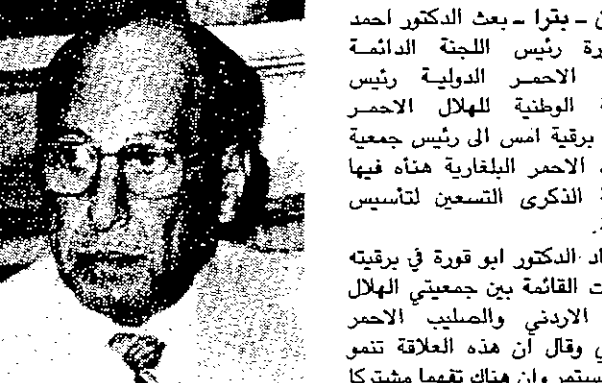 ن ـ بترا ـ بعث الدكتور احمد
رة رئيس اللجنة الدائمة
الاحمر الدولية رئيس
ة الوطنية للهلال الاحمر
برقية امس الى رئيس جمعية
الاحمر البلغارية هنأه فيها
الذكرى التسعين لتأسيس
اد الدكتور ابو قورة في برقيته
ت القائمة بين جمعيتي الهلال
الاردني والصليب الاحمر
ي وقال ان هذه العلاقة تنمو
ستمر وان هناك تفهما مشتركا